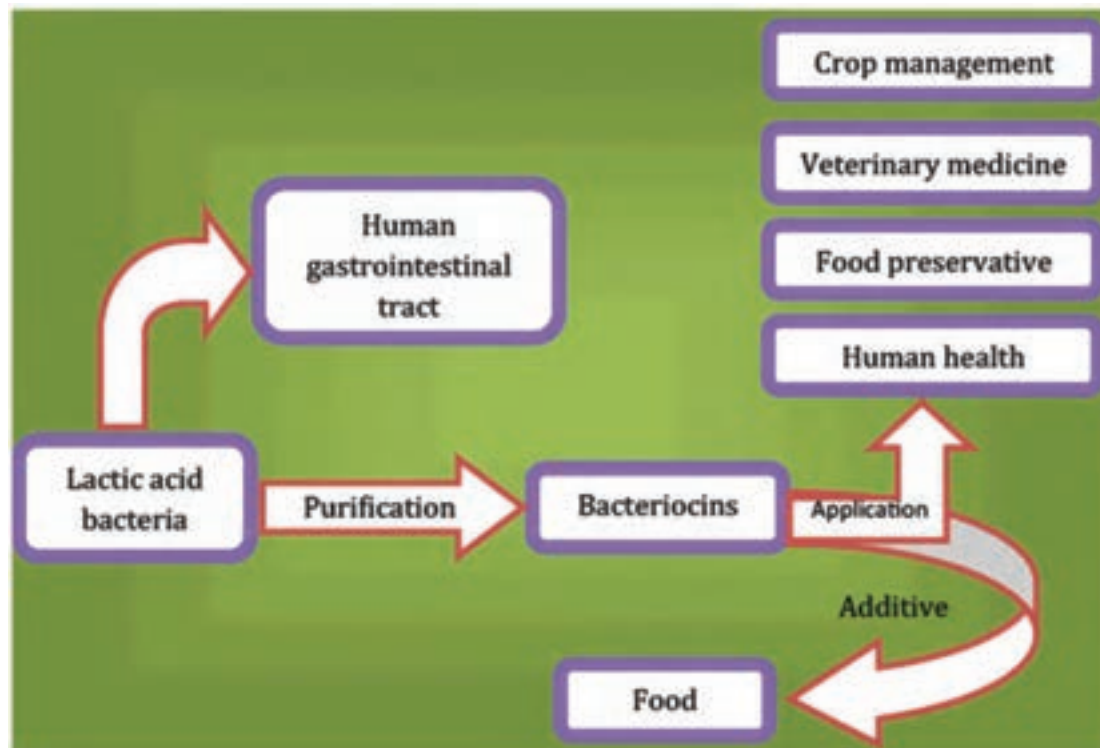 Crop management
Veterinary medicine
Human
gastrointestinal
tract
Food preservative
Human health
Lactic acid
bacteria
Purification
Bacteriocins
Application
Additive
Food